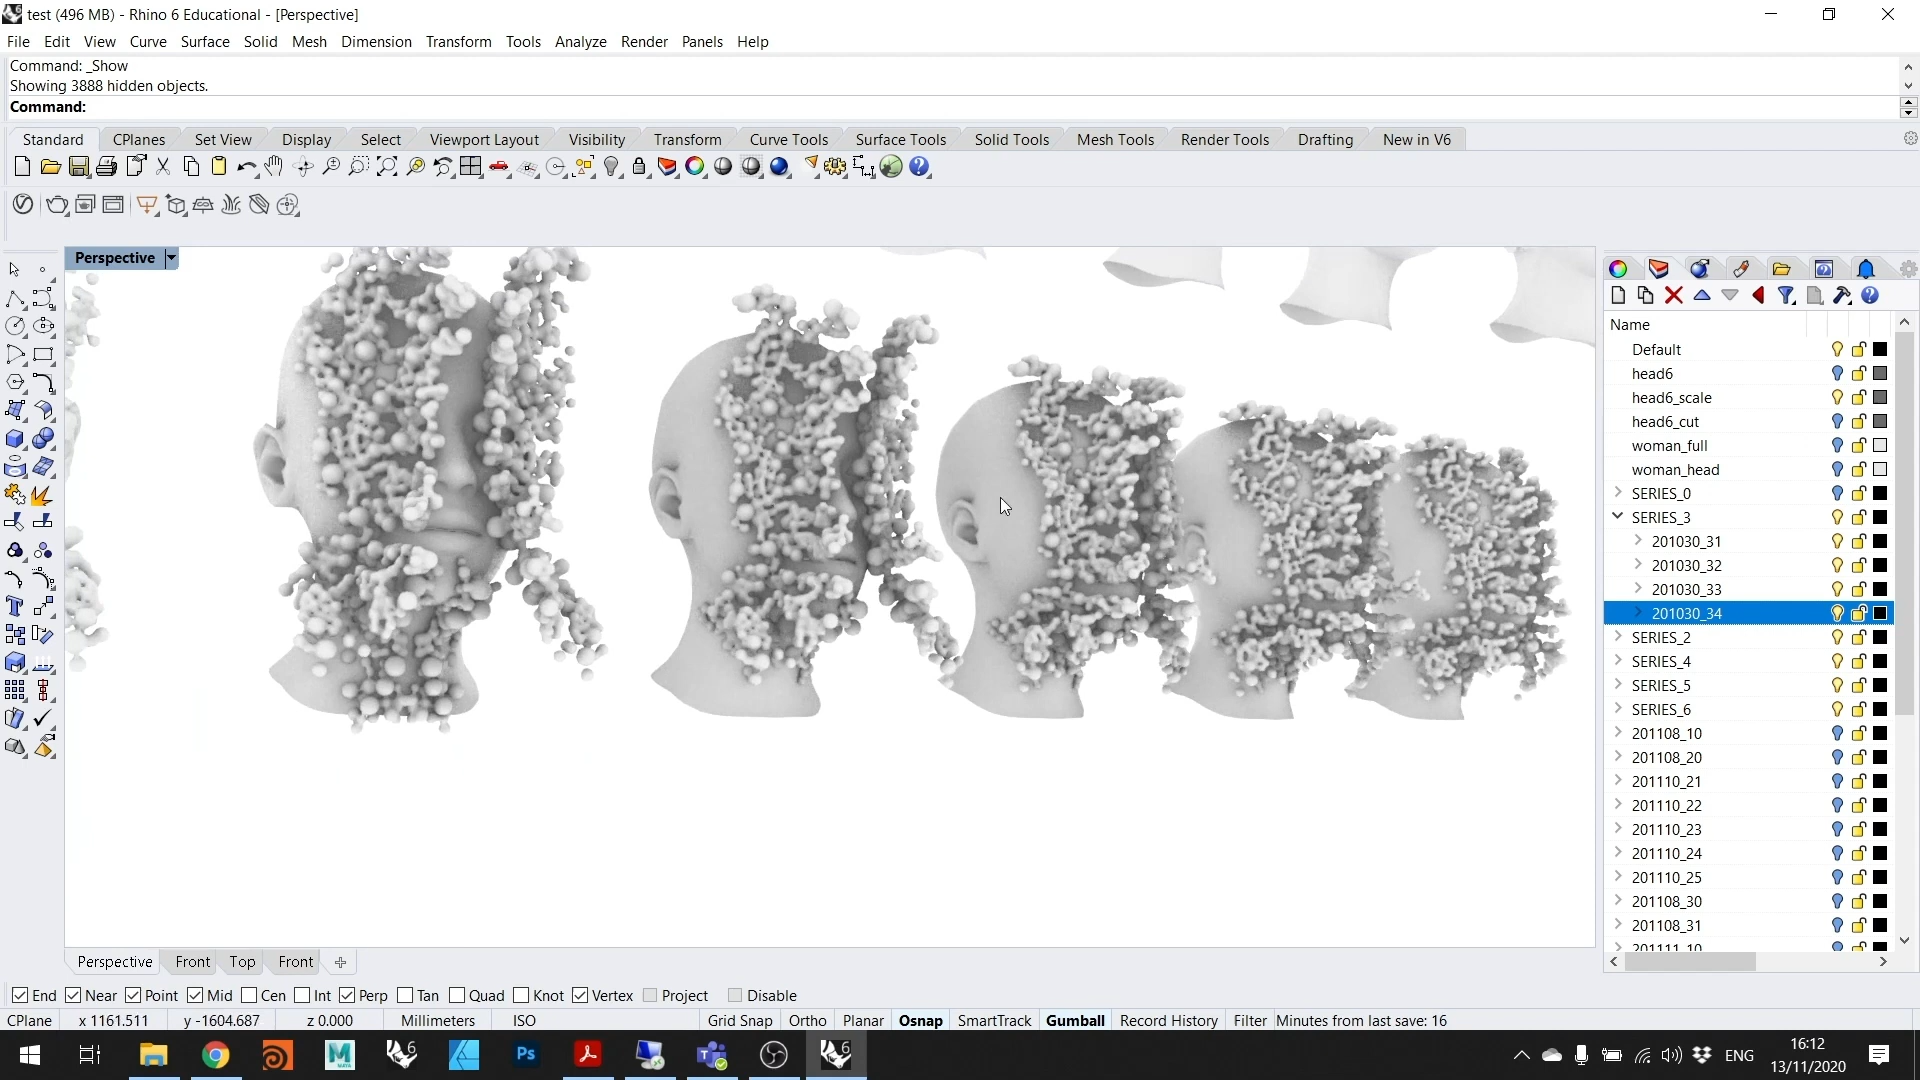 test (496 MB) - Rhino 6 Educational - [Perspective]
File Edit View Curve Surface Solid Mesh Dimension Transform Tools Analyze Render Panels Help
Command: _Show
Showing 3888 hidden objects.
Command:
Standard CPlanes Set View Display Select Viewport Layout Visibility Transform Curve Tools Surface Tools Solid Tools Mesh Tools Render Tools Drafting New in V6
Perspective
Name
Default
head6
head6_scale
head6_cut
woman_full
woman_head
SERIES_0
SERIES_3
201030_31
201030_32
201030_33
201030_34
SERIES_2
SERIES_4
SERIES_5
SERIES_6
201108_10
201108_20
201110_21
201110_22
201110_23
201110_24
201110_25
201108_30
201108_31
201111_10
Perspective Front Top Front
End Near Point Mid Cen Int Perp Tan Quad Knot Vertex Project Disable
CPlane x 1161.511 y -1604.687 z 0.000 Millimeters ISO Grid Snap Ortho Planar Osnap SmartTrack Gumball Record History Filter Minutes from last save: 16
M Ps 6 ENG 16:12
13/11/2020